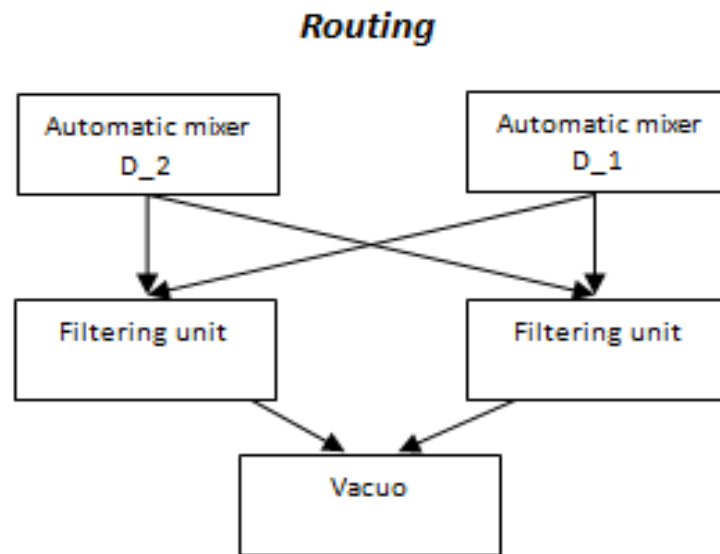 Routing
Automatic mixer
D_2
Automatic mixer
D_1
Filtering unit
Filtering unit
Vacuo